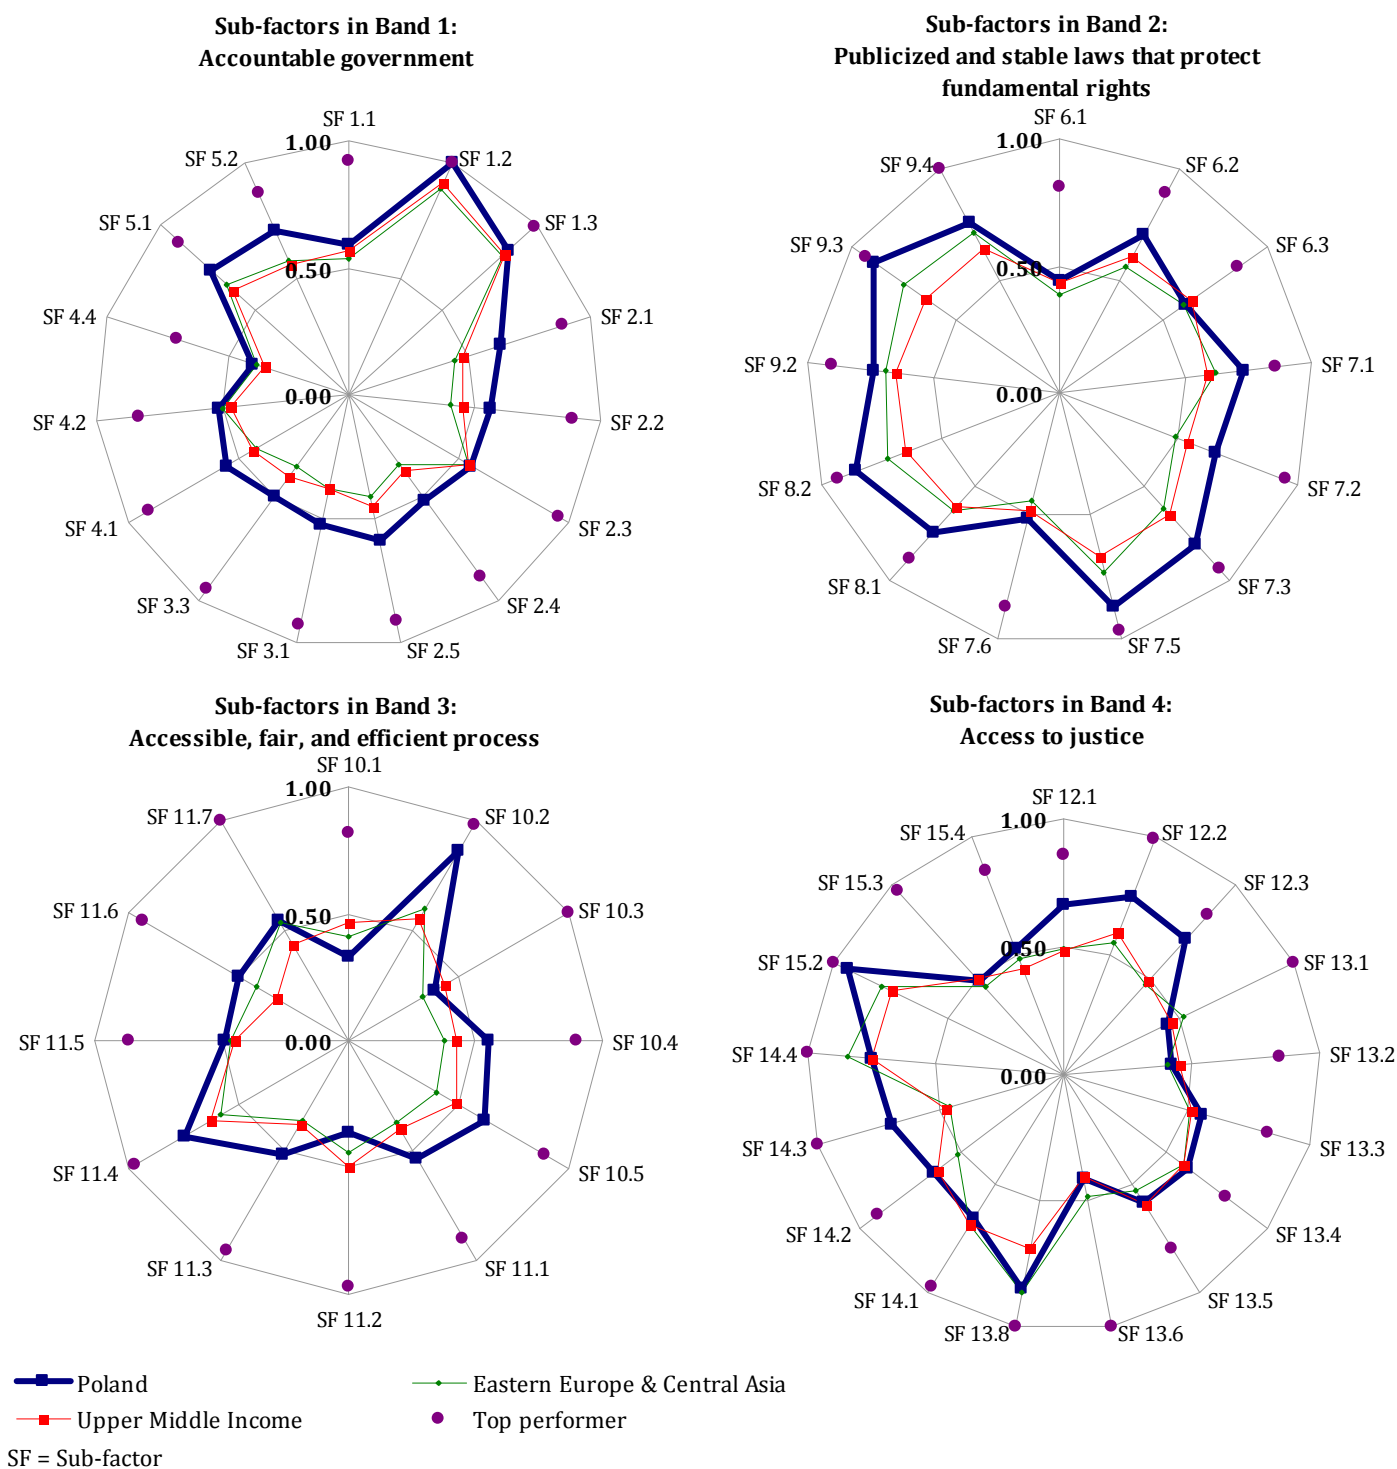 Sub-factors in Band 1:
Accountable government
SF 1.1
1.00
SF 1.2
SF 1.3
SF 2.1
SF 2.2
SF 2.3
SF 2.4
SF 2.5
SF 3.1
SF 3.3
SF 4.1
SF 4.2
SF 4.4
SF 5.1
SF 5.2
0.50
0.00
Sub-factors in Band 2:
Publicized and stable laws that protect
fundamental rights
SF 6.1
1.00
SF 6.2
SF 6.3
SF 7.1
SF 7.2
SF 7.3
SF 7.5
SF 7.6
SF 8.1
SF 8.2
SF 9.2
SF 9.3
SF 9.4
0.50
0.00
Sub-factors in Band 3:
Accessible, fair, and efficient process
SF 10.1
1.00
SF 10.2
SF 10.3
SF 10.4
SF 10.5
SF 11.1
SF 11.2
SF 11.3
SF 11.4
SF 11.5
SF 11.6
SF 11.7
0.50
0.00
Sub-factors in Band 4:
Access to justice
SF 12.1
1.00
SF 12.2
SF 12.3
SF 13.1
SF 13.2
SF 13.3
SF 13.4
SF 13.5
SF 13.6
SF 13.8
SF 14.1
SF 14.2
SF 14.3
SF 14.4
SF 15.2
SF 15.3
SF 15.4
0.50
0.00
Poland
Eastern Europe & Central Asia
Upper Middle Income
Top performer
SF = Sub-factor